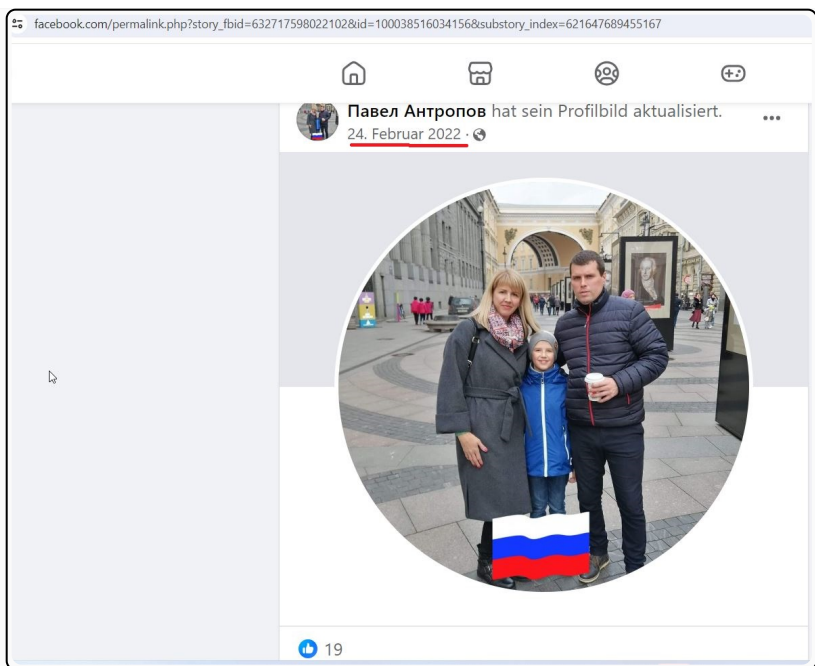 facebook.com/permalink.php?story_fbid=632717598022102&id=100038516034156&substory_index=621647689455167
Павел Антропов hat sein Profilbild aktualisiert.
24. Februar 2022 ·
19